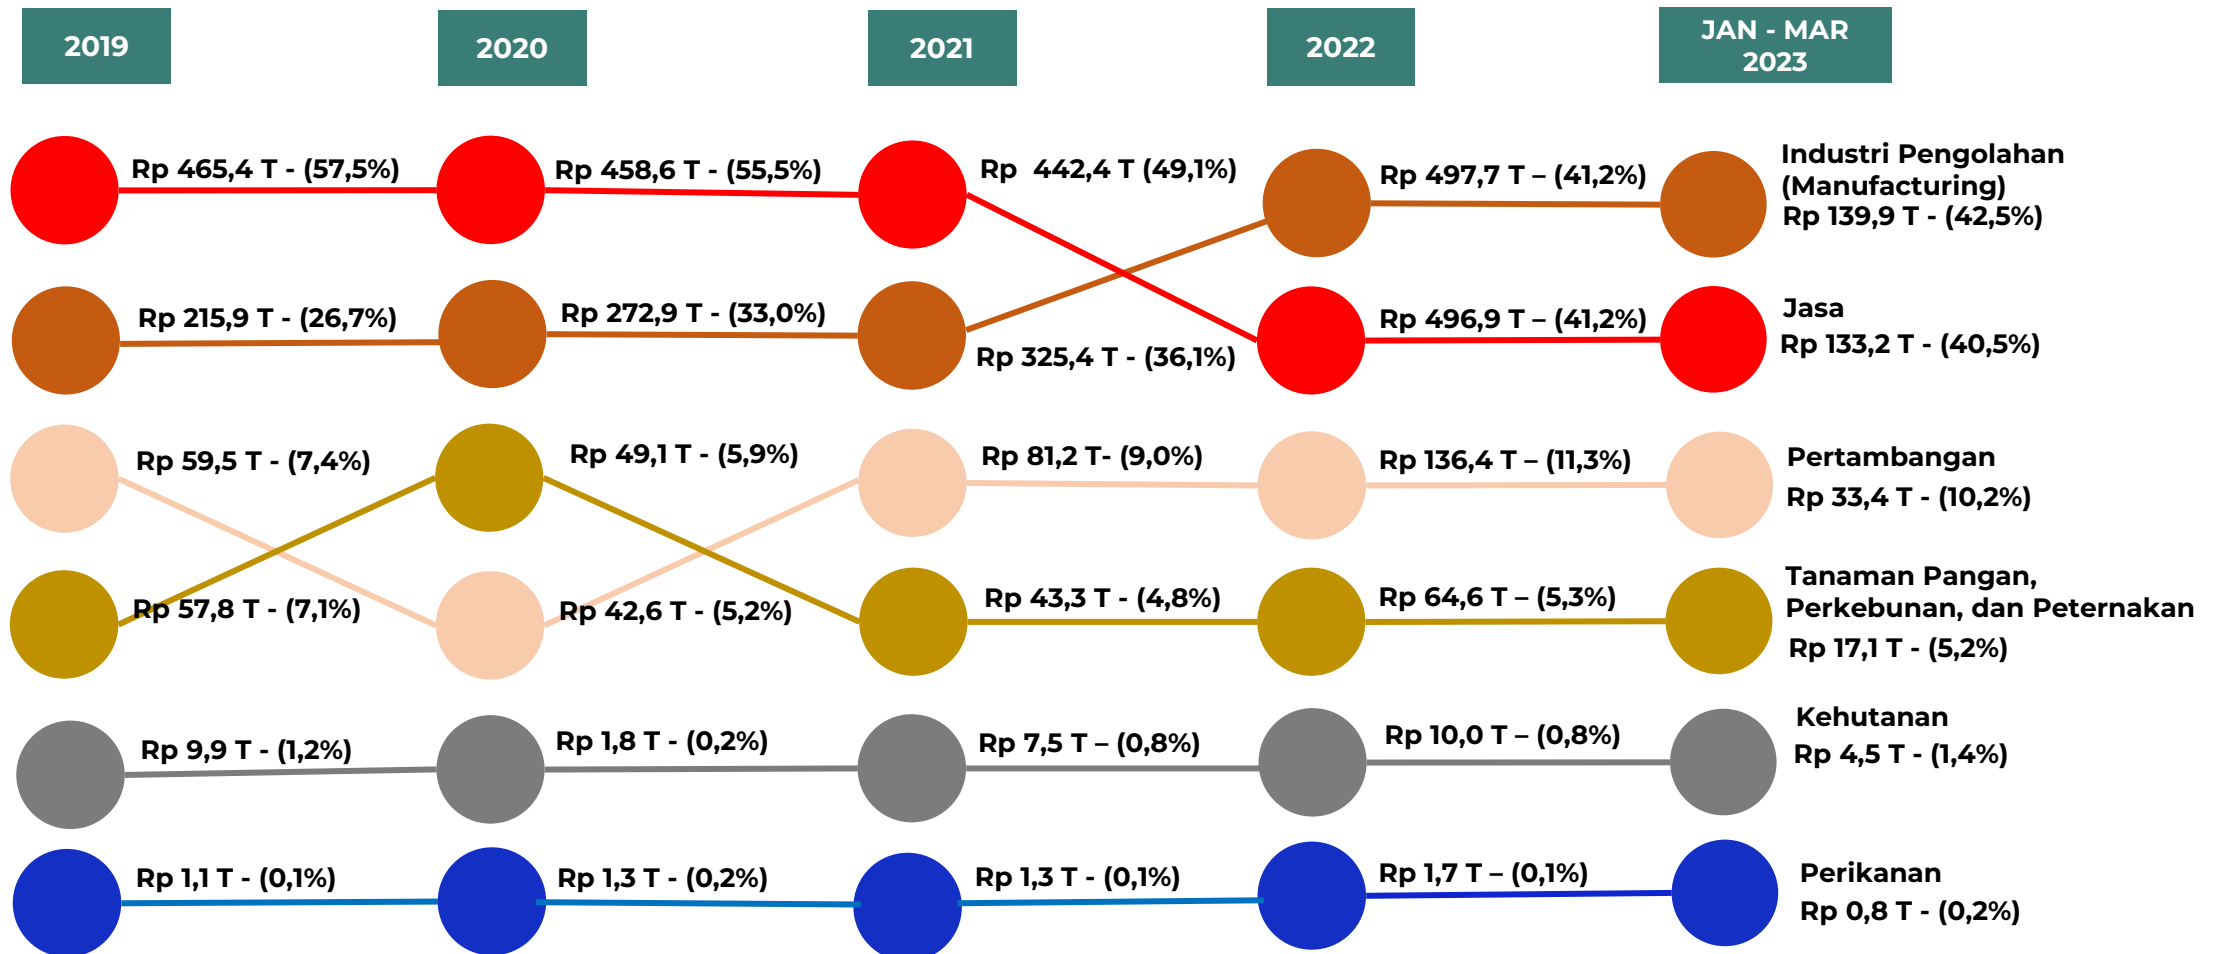 2019
2020
2021
2022
JAN - MAR
2023
Rp 465,4 T - (57,5%)
Rp 458,6 T - (55,5%)
Rp  442,4 T (49,1%)
Rp 497,7 T – (41,2%)
Industri Pengolahan
(Manufacturing)
Rp 139,9 T - (42,5%)
Rp 215,9 T - (26,7%)
Rp 272,9 T - (33,0%)
Rp 325,4 T - (36,1%)
Rp 496,9 T – (41,2%)
Jasa
Rp 133,2 T - (40,5%)
Rp 59,5 T - (7,4%)
Rp 49,1 T - (5,9%)
Rp 81,2 T- (9,0%)
Rp 136,4 T – (11,3%)
Pertambangan
Rp 33,4 T - (10,2%)
Rp 57,8 T - (7,1%)
Rp 42,6 T - (5,2%)
Rp 43,3 T - (4,8%)
Rp 64,6 T – (5,3%)
Tanaman Pangan,
Perkebunan, dan Peternakan
Rp 17,1 T - (5,2%)
Rp 9,9 T - (1,2%)
Rp 1,8 T - (0,2%)
Rp 7,5 T – (0,8%)
Rp 10,0 T – (0,8%)
Kehutanan
Rp 4,5 T - (1,4%)
Rp 1,1 T - (0,1%)
Rp 1,3 T - (0,2%)
Rp 1,3 T - (0,1%)
Rp 1,7 T – (0,1%)
Perikanan
Rp 0,8 T - (0,2%)